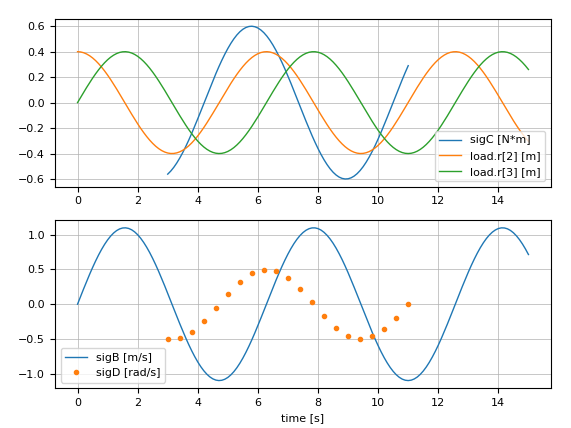 0.6
0.4
0.2
0.0
−0.2
−0.4
−0.6
sigC [N*m]
load.r[2] [m]
load.r[3] [m]
0 2 4 6 8 10 12 14
1.0
0.5
0.0
−0.5
−1.0
sigB [m/s]
sigD [rad/s]
0 2 4 6 8 10 12 14
time [s]